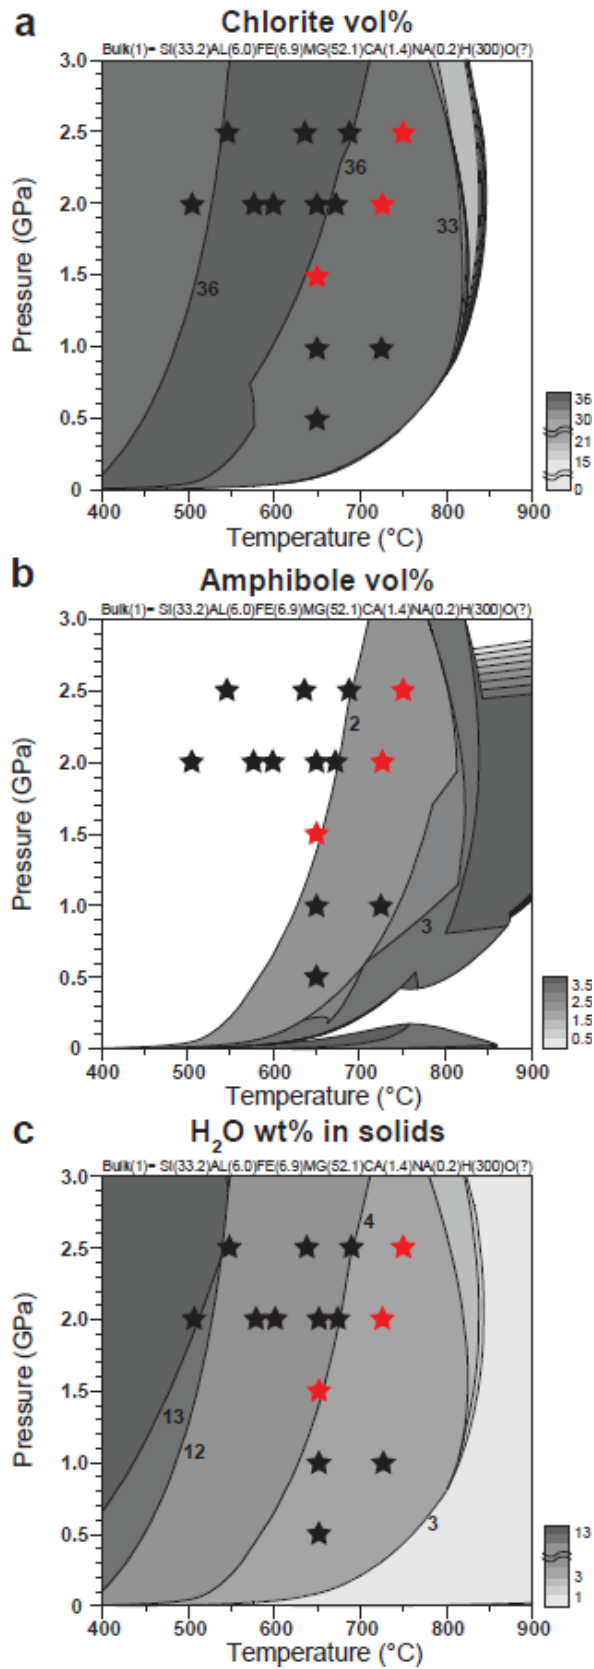 a
Chlorite vol%
Bulk(1)= SI(33.2)AL(6.0)FE(6.9)MG(52.1)CA(1.4)NA(0.2)H(300)O(?)
3.0
2.5
2.0
1.5
1.0
0.5
0
Pressure (GPa)
36
36
33
36
30
21
15
0
400 500 600 700 800 900
Temperature (°C)
b
Amphibole vol%
Bulk(1)= SI(33.2)AL(6.0)FE(6.9)MG(52.1)CA(1.4)NA(0.2)H(300)O(?)
3.0
2.5
2.0
1.5
1.0
0.5
0
Pressure (GPa)
2
3
3.5
2.5
1.5
0.5
400 500 600 700 800 900
Temperature (°C)
c
H₂O wt% in solids
Bulk(1)= SI(33.2)AL(6.0)FE(6.9)MG(52.1)CA(1.4)NA(0.2)H(300)O(?)
3.0
2.5
2.0
1.5
1.0
0.5
0
Pressure (GPa)
4
13
12
3
13
3
1
400 500 600 700 800 900
Temperature (°C)